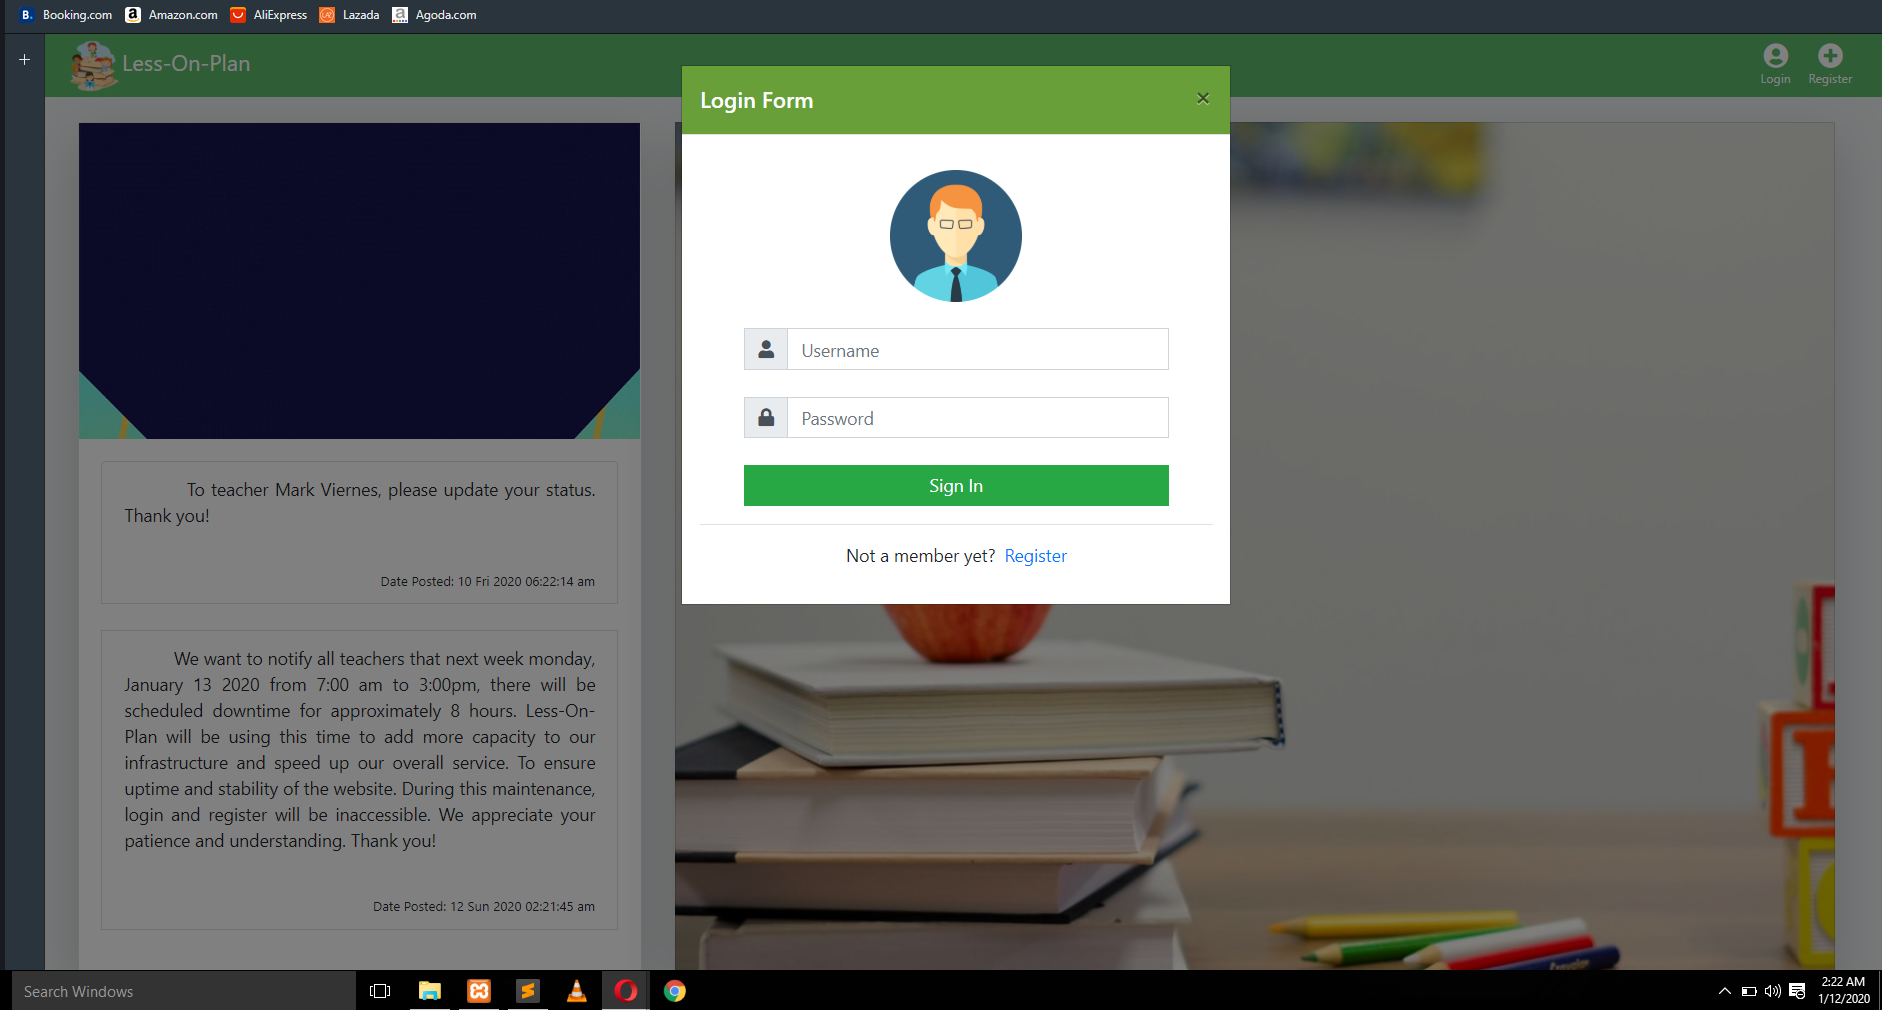 Booking.com Amazon.com AliExpress Lazada Agoda.com
Less-On-Plan
Login Register
Login Form ×
Username
Password
Sign In
Not a member yet? Register
To teacher Mark Viernes, please update your status.
Thank you!
Date Posted: 10 Fri 2020 06:22:14 am
We want to notify all teachers that next week monday,
January 13 2020 from 7:00 am to 3:00pm, there will be
scheduled downtime for approximately 8 hours. Less-On-
Plan will be using this time to add more capacity to our
infrastructure and speed up our overall service. To ensure
uptime and stability of the website. During this maintenance,
login and register will be inaccessible. We appreciate your
patience and understanding. Thank you!
Date Posted: 12 Sun 2020 02:21:45 am
Search Windows
2:22 AM
1/12/2020